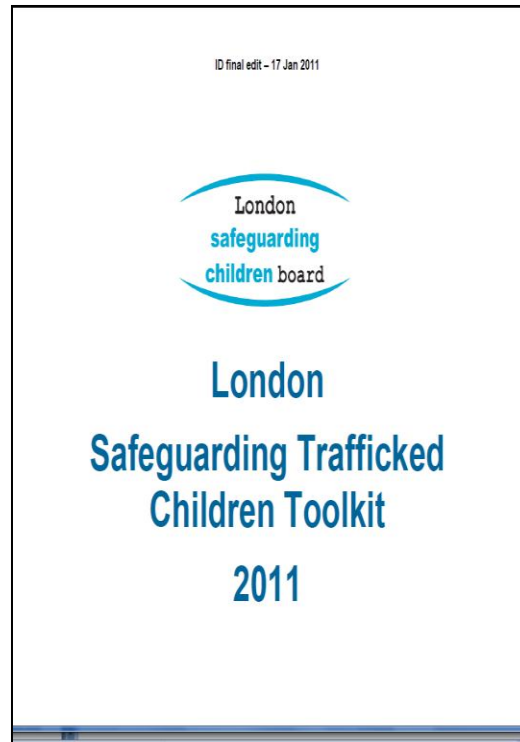 ID final edit – 17 Jan 2011
London
safeguarding
children board
London
Safeguarding Trafficked
Children Toolkit
2011